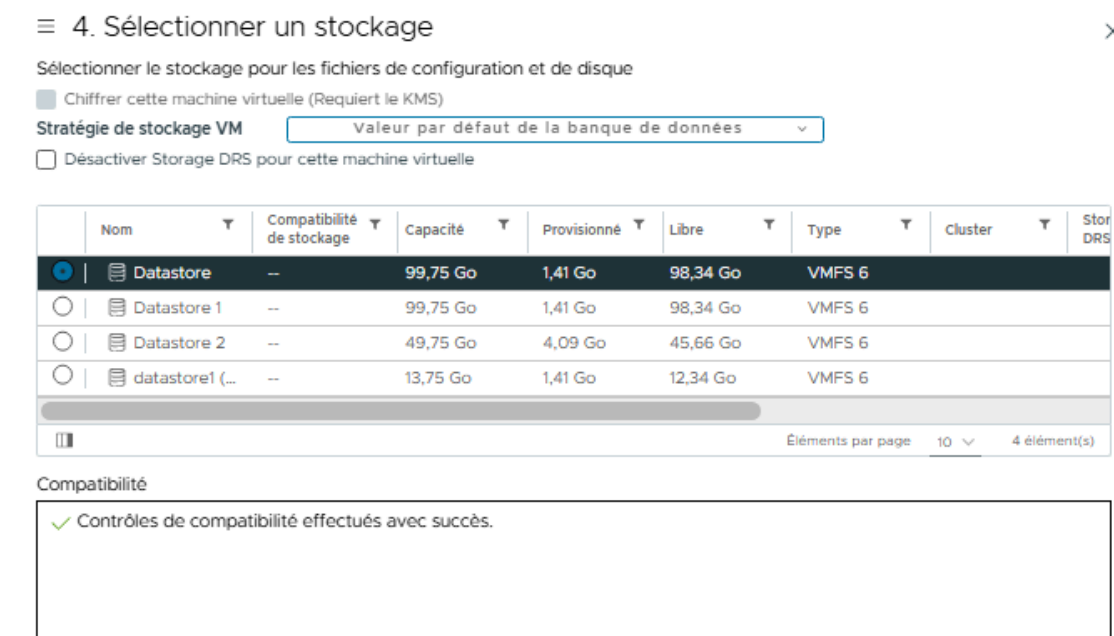 4. Sélectionner un stockage
Sélectionner le stockage pour les fichiers de configuration et de disque
Chiffrer cette machine virtuelle (Requiert le KMS)
Stratégie de stockage VM Valeur par défaut de la banque de données
Désactiver Storage DRS pour cette machine virtuelle
Nom Compatibilité de stockage Capacité Provisionné Libre Type Cluster Stor DRS
Datastore -- 99,75 Go 1,41 Go 98,34 Go VMFS 6
Datastore 1 -- 99,75 Go 1,41 Go 98,34 Go VMFS 6
Datastore 2 -- 49,75 Go 4,09 Go 45,66 Go VMFS 6
datastore1 (... -- 13,75 Go 1,41 Go 12,34 Go VMFS 6
Éléments par page 10 4 élément(s)
Compatibilité
Contrôles de compatibilité effectués avec succès.